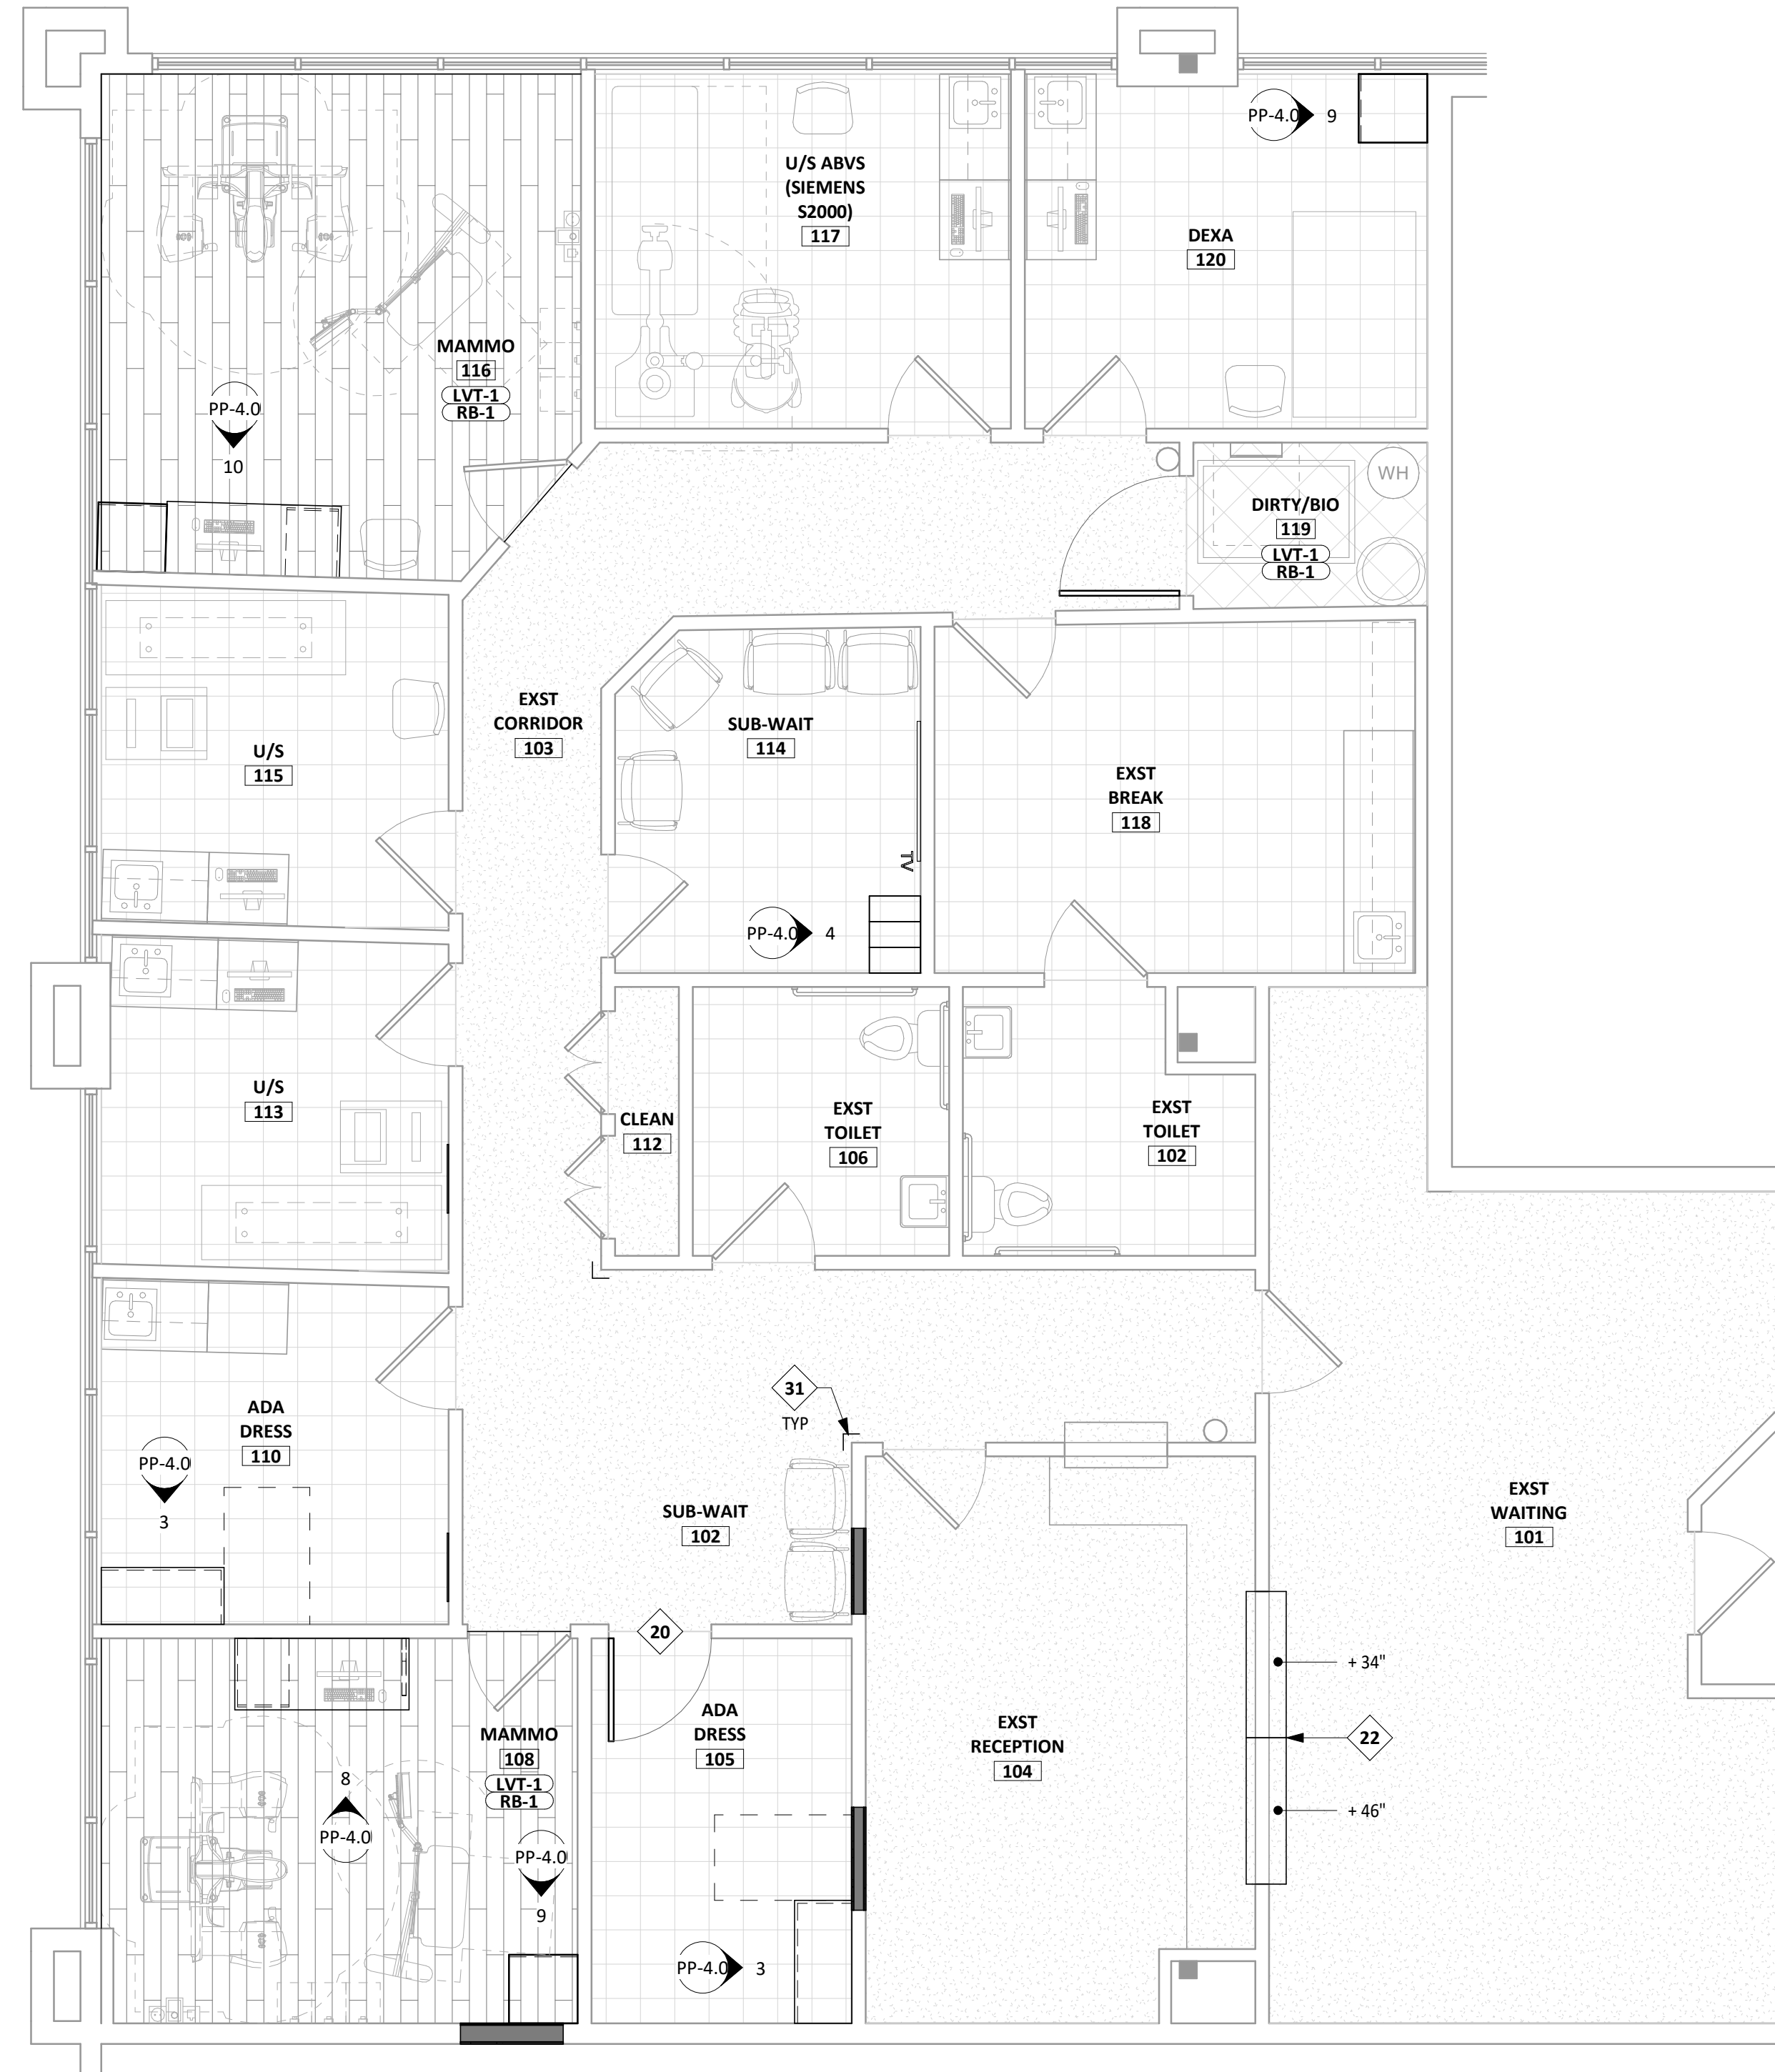 PP-4.0
9
U/S ABVS
(SIEMENS
S2000)
117
DEXA
120
MAMMO
116
LVT-1
RB-1
PP-4.0
10
WH
DIRTY/BIO
119
LVT-1
RB-1
EXST
CORRIDOR
103
SUB-WAIT
114
U/S
115
EXST
BREAK
118
TV
PP-4.0
4
U/S
113
CLEAN
112
EXST
TOILET
106
EXST
TOILET
102
31
TYP
ADA
DRESS
110
PP-4.0
3
SUB-WAIT
102
EXST
WAITING
101
20
+ 34"
ADA
DRESS
105
EXST
RECEPTION
104
22
MAMMO
108
LVT-1
RB-1
8
PP-4.0
+ 46"
PP-4.0
9
PP-4.0
3